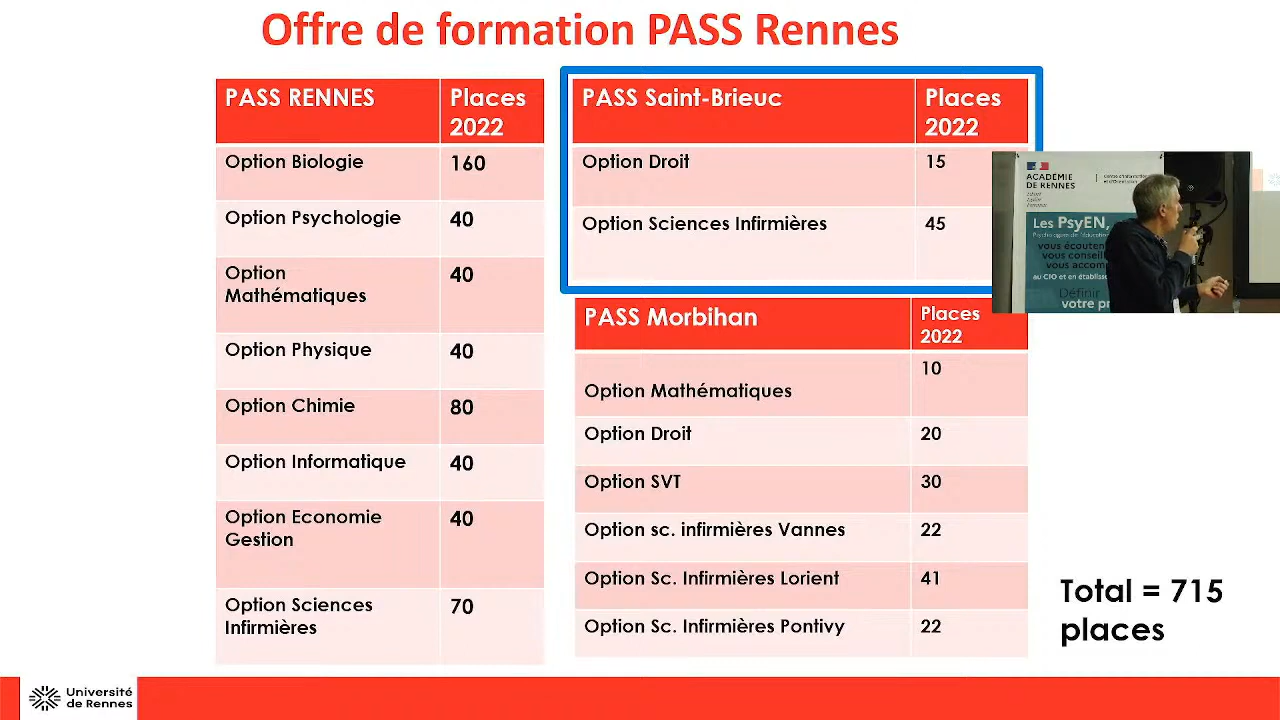 Offre de formation PASS Rennes
PASS RENNES
Places
2022
Option Biologie
160
Option Psychologie
40
Option
Mathématiques
40
Option Physique
40
Option Chimie
80
Option Informatique
40
Option Economie
Gestion
40
Option Sciences
Infirmières
70
PASS Saint-Brieuc
Places
2022
Option Droit
15
Option Sciences Infirmières
45
PASS Morbihan
Places
2022
Option Mathématiques
10
Option Droit
20
Option SVT
30
Option sc. infirmières Vannes
22
Option Sc. Infirmières Lorient
41
Option Sc. Infirmières Pontivy
22
ACADÉMIE
DE RENNES
Les PsyEN,
vous écoutent
vous conseil
vous accom
au CIO et en établisse
Définir
votre pr
Total = 715
places
Université
de Rennes